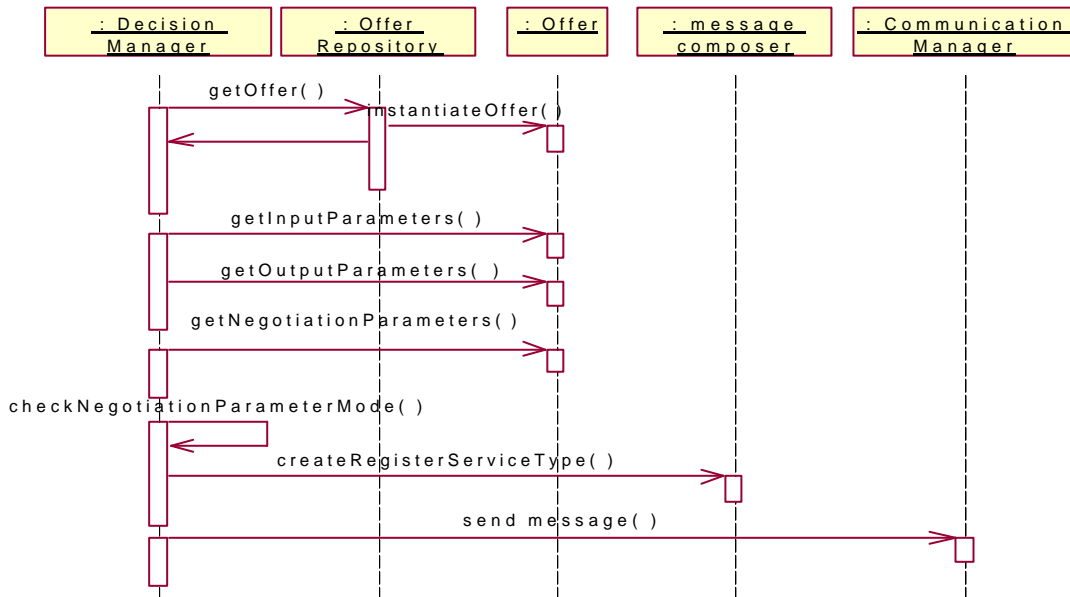 : Decision
Manager
: Offer
Repository
: Offer
: message
composer
: Communication
Manager
getOffer( )
instantiateOffer( )
getInputParameters( )
getOutputParameters( )
getNegotiationParameters( )
checkNegotiationParameterMode( )
createRegisterServiceType( )
send message( )